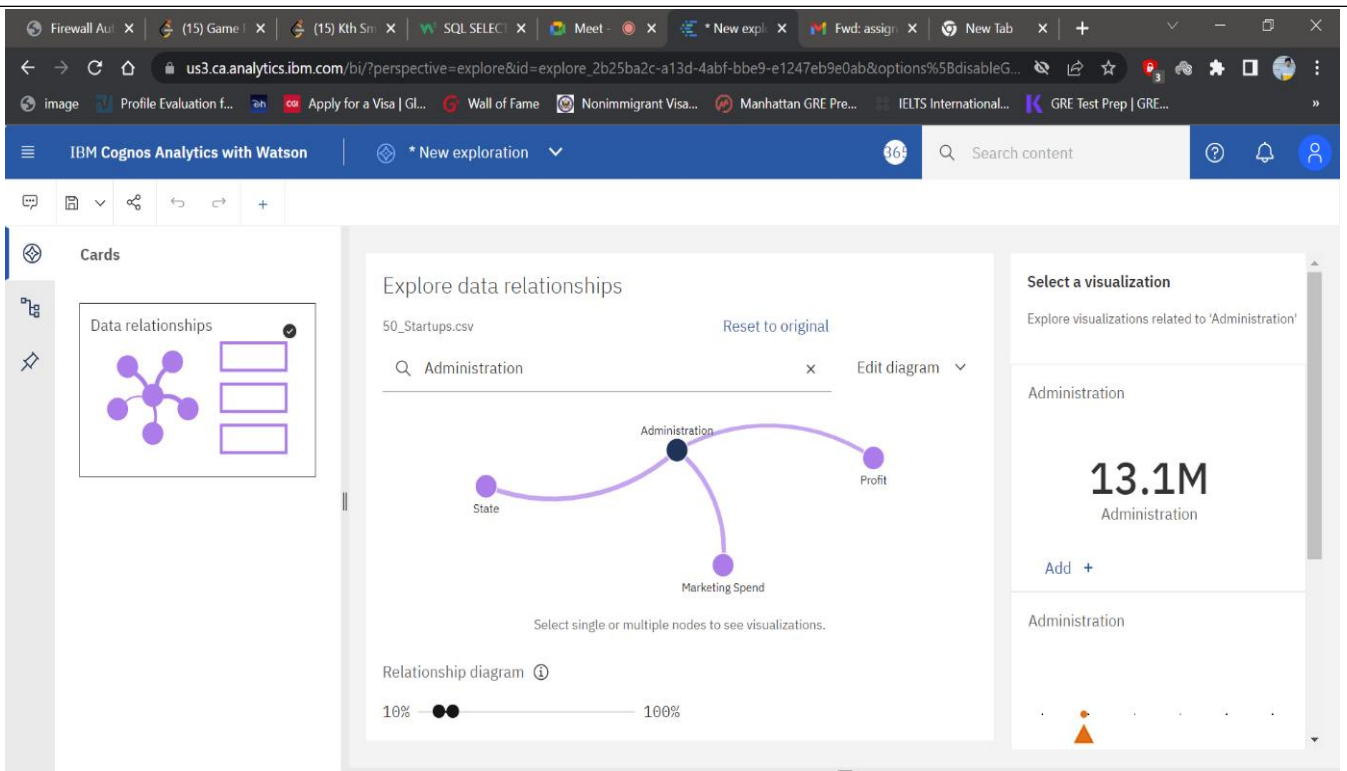 Firewall Aut (15) Game (15) Kth Sm SQL SELECT Meet - * New expl Fwd: assign New Tab
us3.ca.analytics.ibm.com/bi/?perspective=explore&id=explore_2b25ba2c-a13d-4abf-bbe9-e1247eb9e0ab&options%5BdisableG...
3
image Profile Evaluation f... Apply for a Visa | Gl... Wall of Fame Nonimmigrant Visa... Manhattan GRE Pre... IELTS International... GRE Test Prep | GRE... »
IBM Cognos Analytics with Watson * New exploration 365 Search content
Cards
Data relationships
Explore data relationships
50_Startups.csv Reset to original
Administration Edit diagram
Administration
Profit
State
Marketing Spend
Select single or multiple nodes to see visualizations.
Relationship diagram
10% 100%
Select a visualization
Explore visualizations related to 'Administration'
Administration
13.1M
Administration
Add +
Administration